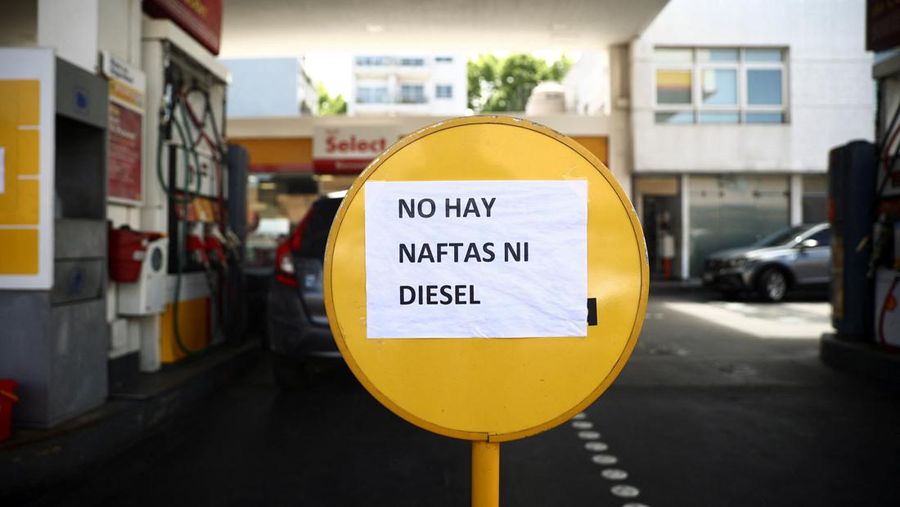 Select
NO HAY
NAFTAS NI
DIESEL